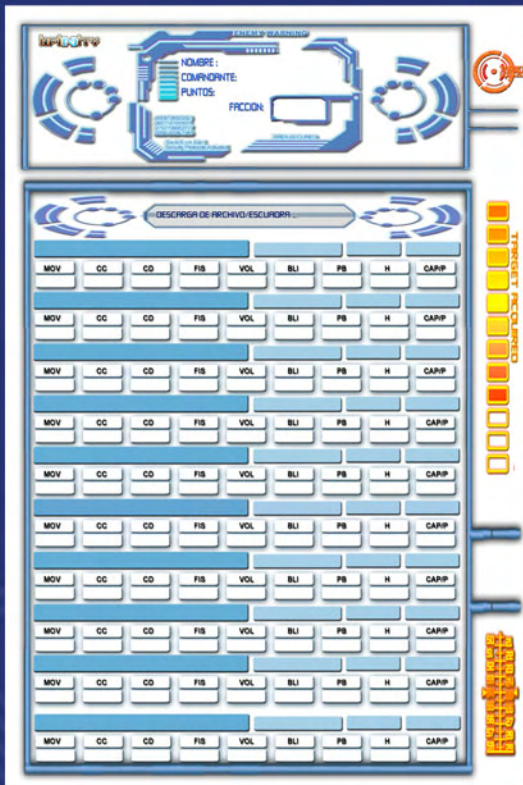 infinity
ENEMY WARNING
NOMBRE :
COMANDANTE:
PUNTOS:
FACCION:
DESCARGA DE ARCHIVO/ESCUADRA ..
MOV CC CD FIS VOL BLI PB H CAP/P
MOV CC CD FIS VOL BLI PB H CAP/P
MOV CC CD FIS VOL BLI PB H CAP/P
MOV CC CD FIS VOL BLI PB H CAP/P
MOV CC CD FIS VOL BLI PB H CAP/P
MOV CC CD FIS VOL BLI PB H CAP/P
MOV CC CD FIS VOL BLI PB H CAP/P
MOV CC CD FIS VOL BLI PB H CAP/P
MOV CC CD FIS VOL BLI PB H CAP/P
MOV CC CD FIS VOL BLI PB H CAP/P
TARGET ACQUIRED